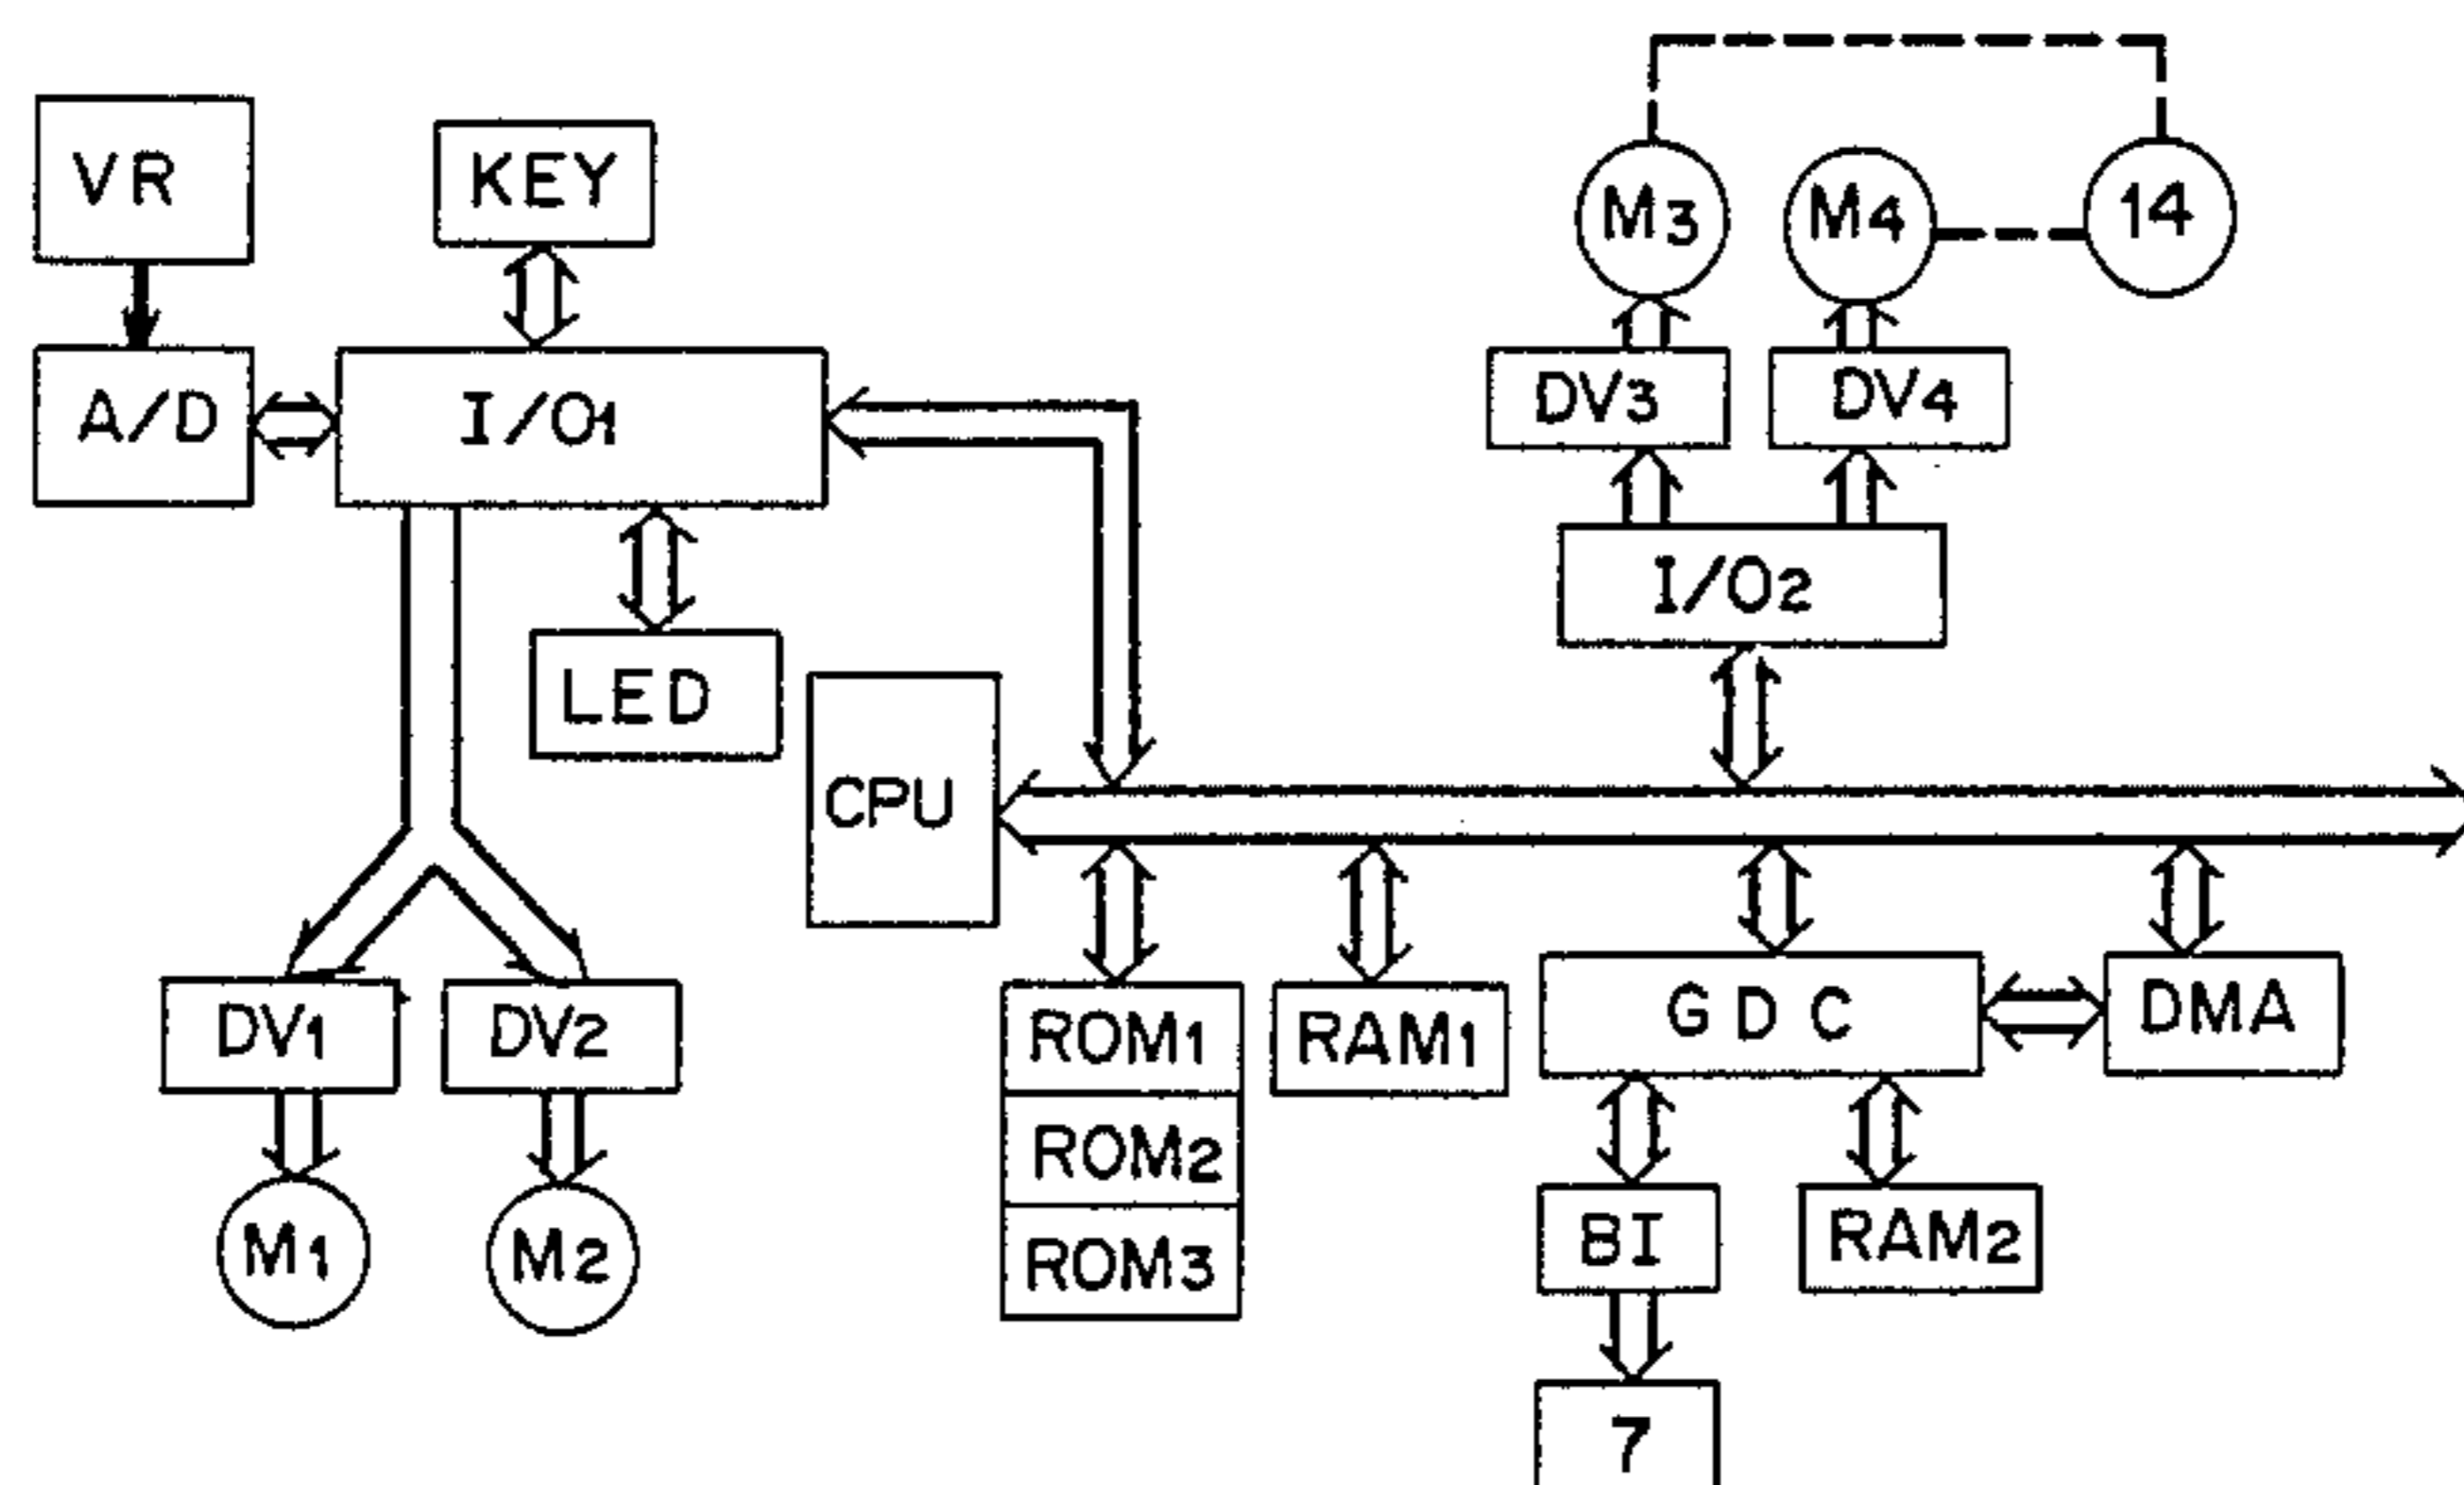 VR
KEY
M3
M4
14
A/D
I/O1
DV3
DV4
I/O2
LED
CPU
DV1
DV2
ROM1
RAM1
GDC
DMA
ROM2
M1
M2
ROM3
BI
RAM2
7